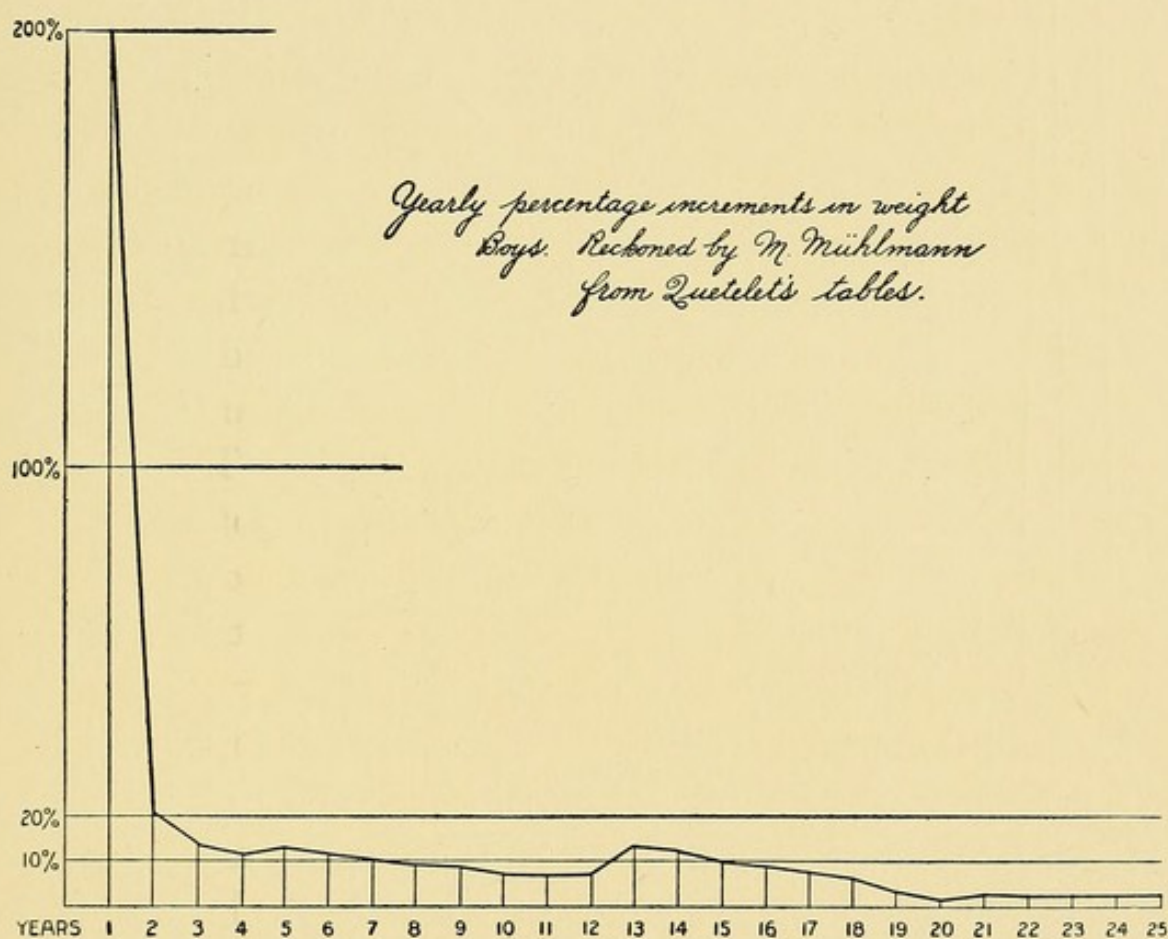 200%
Yearly percentage increments in weight
Boys. Reckoned by M. Mühlmann
from Quetelet's tables.
100%
20%
10%
YEARS 1 2 3 4 5 6 7 8 9 10 11 12 13 14 15 16 17 18 19 20 21 22 23 24 25